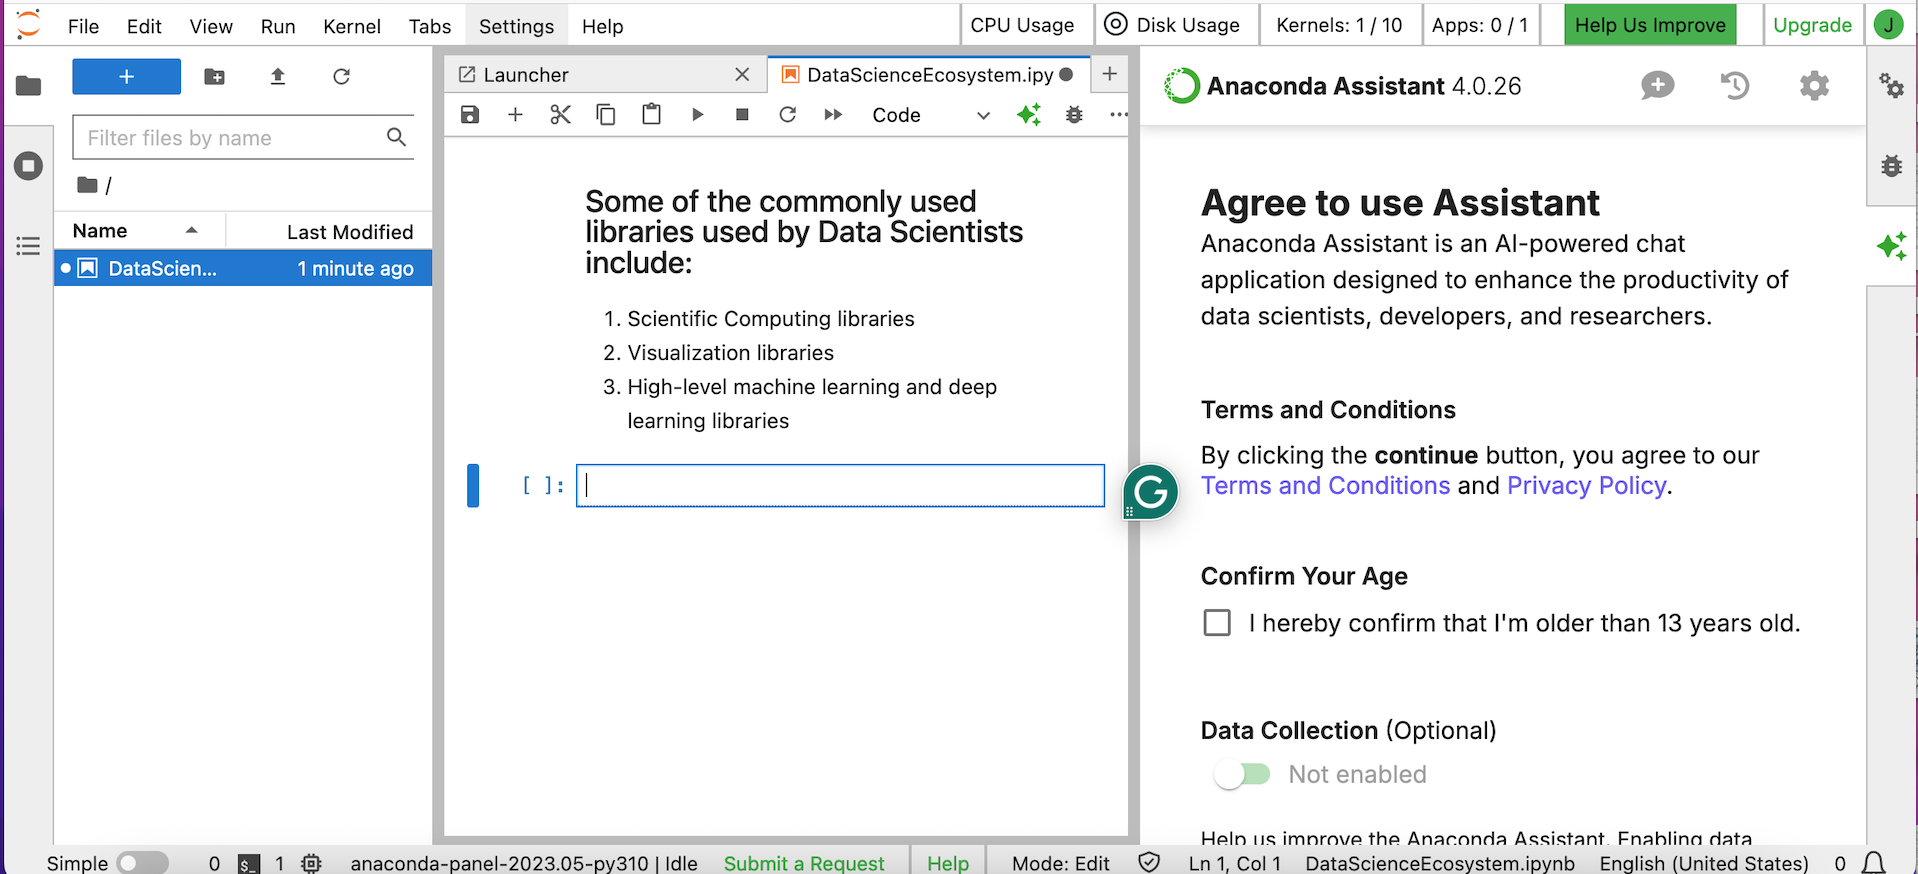 File Edit View Run Kernel Tabs Settings Help CPU Usage Disk Usage Kernels: 1 / 10 Apps: 0 / 1 Help Us Improve Upgrade J
+
Filter files by name
/
Name Last Modified
DataScien... 1 minute ago
Launcher DataScienceEcosystem.ipy
Code
Some of the commonly used
libraries used by Data Scientists
include:
1. Scientific Computing libraries
2. Visualization libraries
3. High-level machine learning and deep
learning libraries
[ ]:
G
Anaconda Assistant 4.0.26
Agree to use Assistant
Anaconda Assistant is an AI-powered chat
application designed to enhance the productivity of
data scientists, developers, and researchers.
Terms and Conditions
By clicking the continue button, you agree to our
Terms and Conditions and Privacy Policy.
Confirm Your Age
I hereby confirm that I'm older than 13 years old.
Data Collection (Optional)
Not enabled
Help us improve the Anaconda Assistant. Enabling data
Simple 0 $_ 1 anaconda-panel-2023.05-py310 | Idle Submit a Request Help Mode: Edit Ln 1, Col 1 DataScienceEcosystem.ipynb English (United States) 0